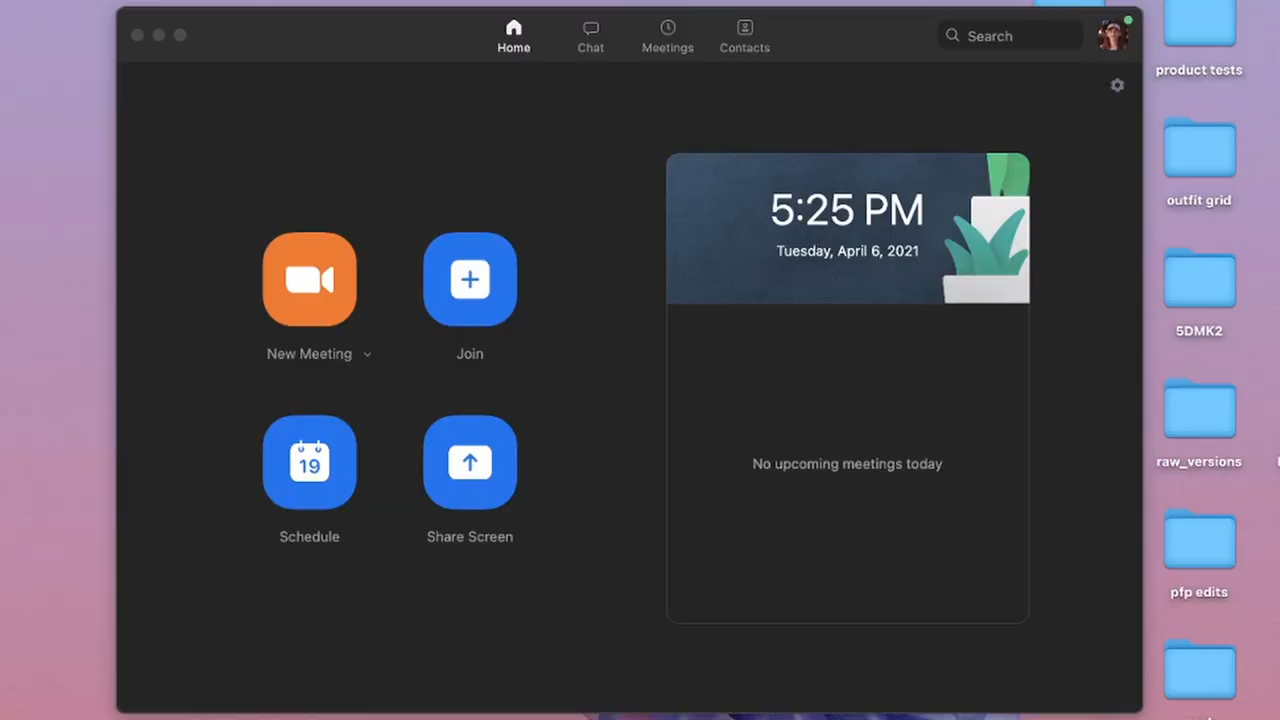 Home
Chat
Meetings
Contacts
Search
5:25 PM
Tuesday, April 6, 2021
New Meeting
Join
19
Schedule
Share Screen
No upcoming meetings today
product tests
outfit grid
5DMK2
raw_versions
pfp edits